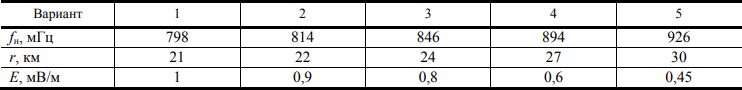 Вариант 1 2 3 4 5
fн, мГц 798 814 846 894 926
r, км 21 22 24 27 30
E, мВ/м 1 0,9 0,8 0,6 0,45